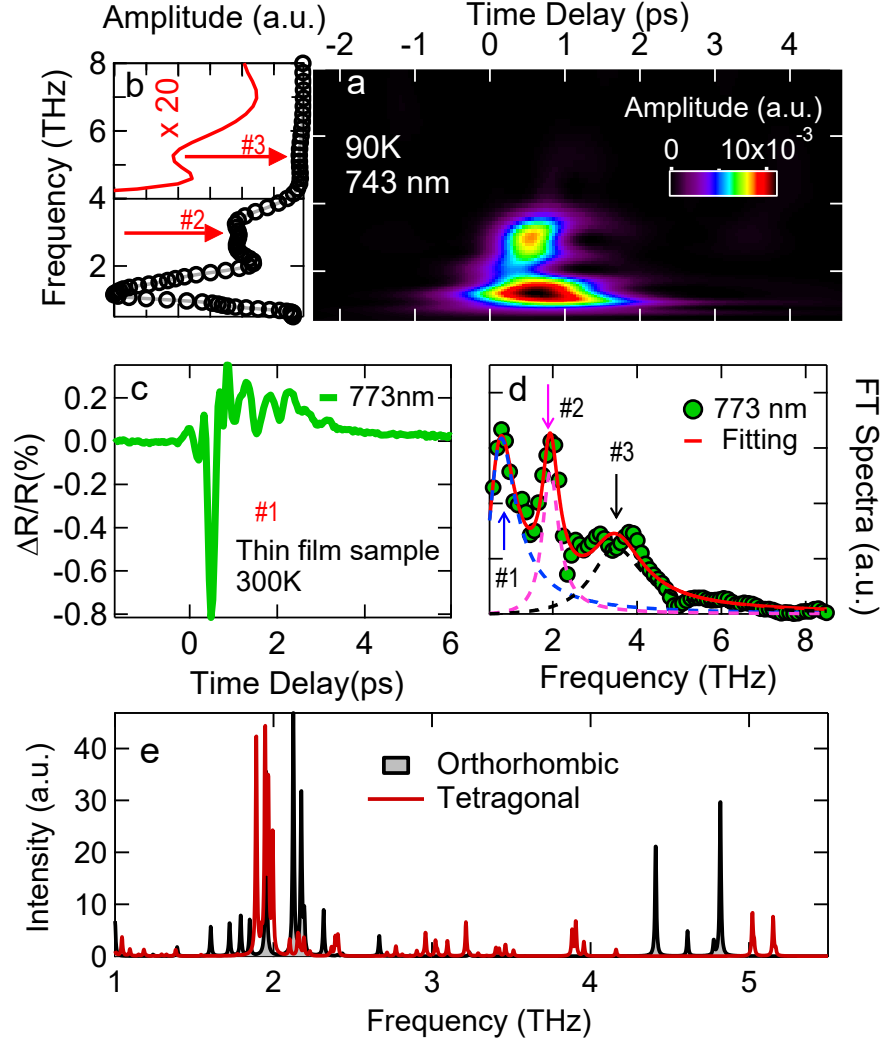 Amplitude (a.u.)
Time Delay (ps)
-2 -1 0 1 2 3 4
8
6
4
2
Frequency (THz)
b
x 20
#3
#2
a
90K
743 nm
Amplitude (a.u.)
0 10x10-3
c
773nm
0.2
0.0
-0.2
-0.4
-0.6
-0.8
ΔR/R(%)
#1
Thin film sample
300K
0 2 4 6
Time Delay(ps)
d
#2
773 nm
Fitting
#3
#1
FT Spectra (a.u.)
2 4 6 8
Frequency (THz)
e
Orthorhombic
Tetragonal
40
30
20
10
0
Intensity (a.u.)
1 2 3 4 5
Frequency (THz)